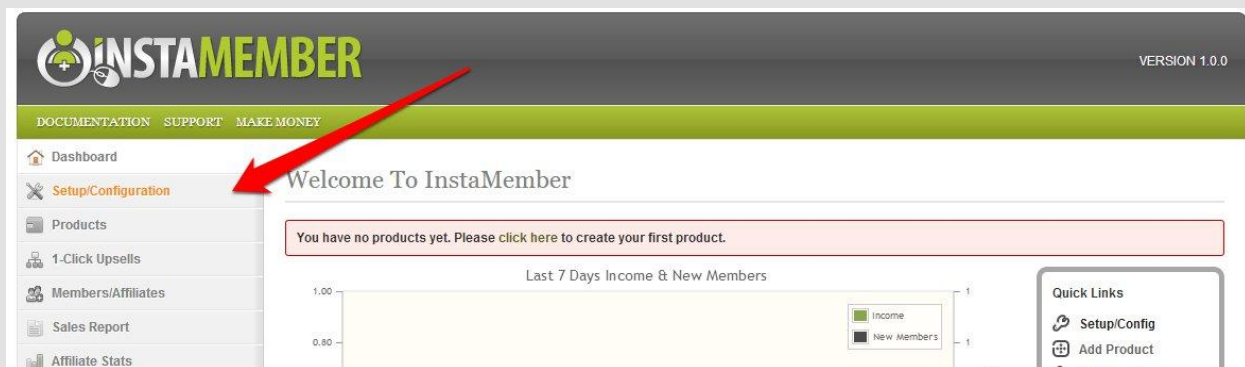 INSTAMEMBER
VERSION 1.0.0
DOCUMENTATION SUPPORT MAKE MONEY
Dashboard
Setup/Configuration
Products
1-Click Upsells
Members/Affiliates
Sales Report
Affiliate Stats
Welcome To InstaMember
You have no products yet. Please click here to create your first product.
Last 7 Days Income & New Members
1.00
0.80
Income
New Members
1
1
Quick Links
Setup/Config
Add Product